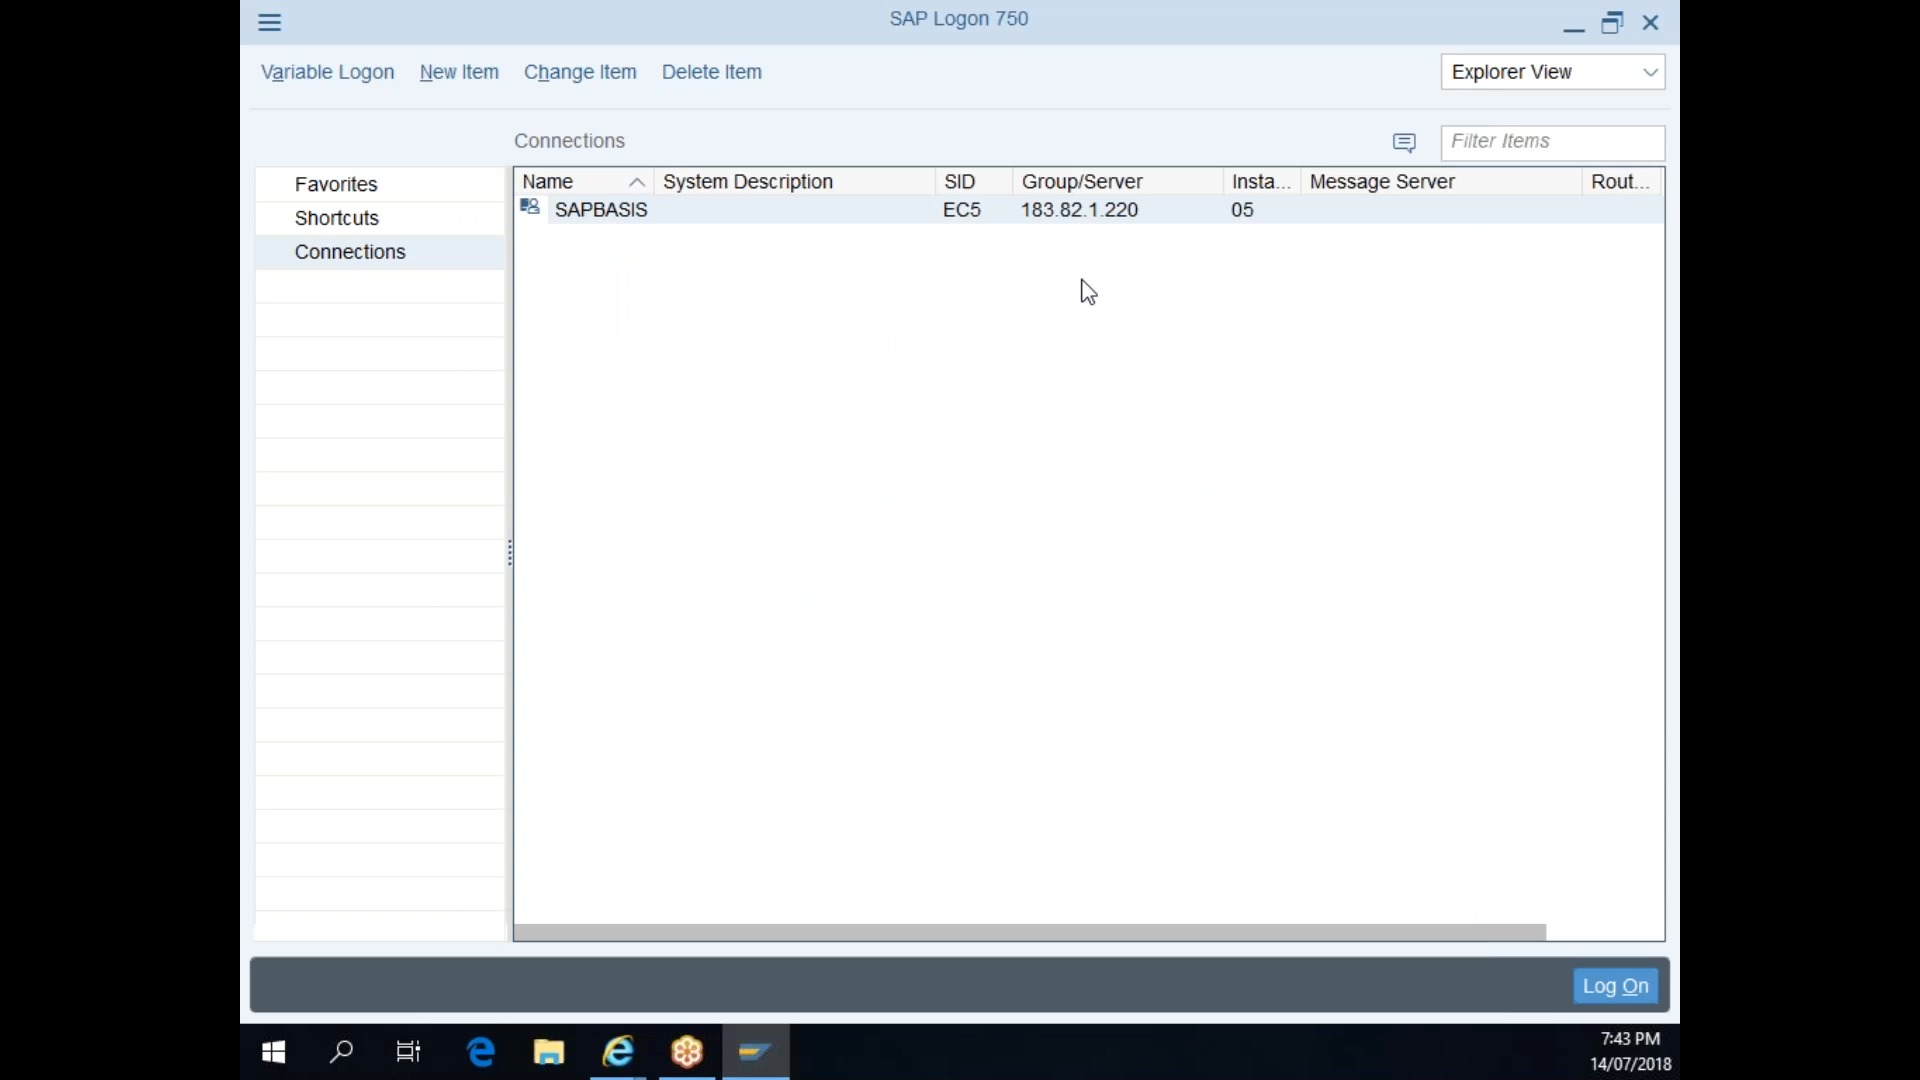 SAP Logon 750
Variable Logon New Item Change Item Delete Item Explorer View
Connections Filter Items
Favorites
Shortcuts
Connections
Name System Description SID Group/Server Insta... Message Server Rout...
SAPBASIS EC5 183.82.1.220 05
Log On
7:43 PM
14/07/2018